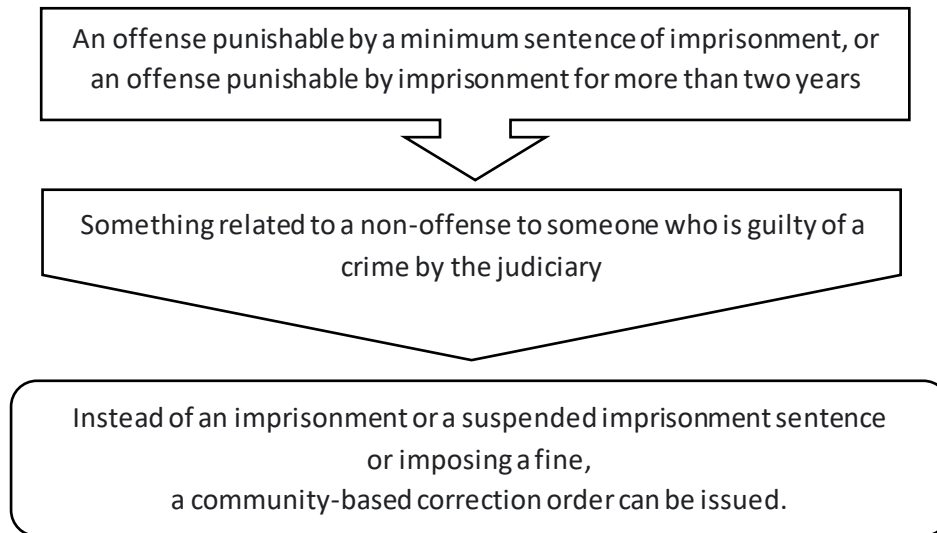 An offense punishable by a minimum sentence of imprisonment, or
an offense punishable by imprisonment for more than two years
Something related to a non-offense to someone who is guilty of a
crime by the judiciary
Instead of an imprisonment or a suspended imprisonment sentence
or imposing a fine,
a community-based correction order can be issued.